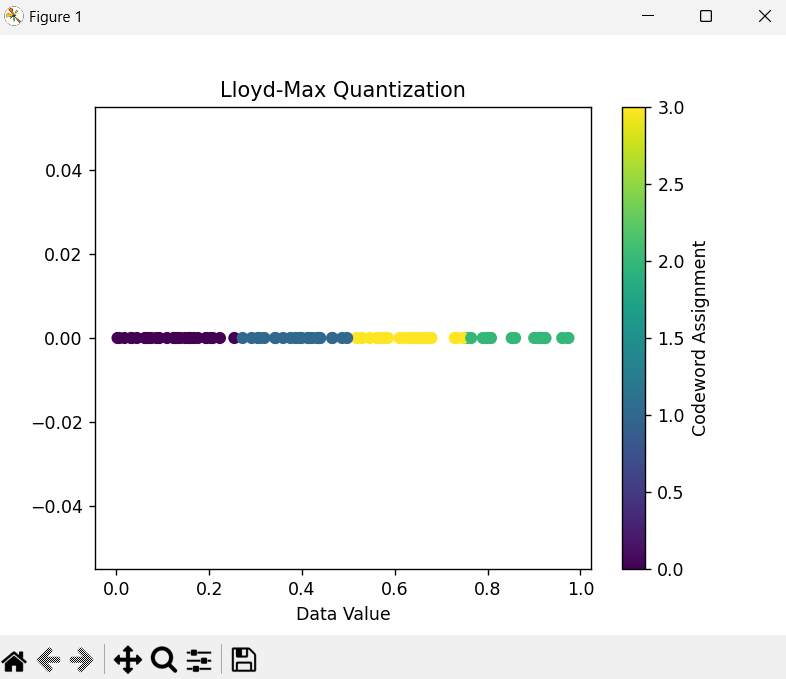 Figure 1
Lloyd-Max Quantization
0.04
0.02
0.00
−0.02
−0.04
0.0 0.2 0.4 0.6 0.8 1.0
Data Value
3.0
2.5
2.0
1.5
1.0
0.5
0.0
Codeword Assignment